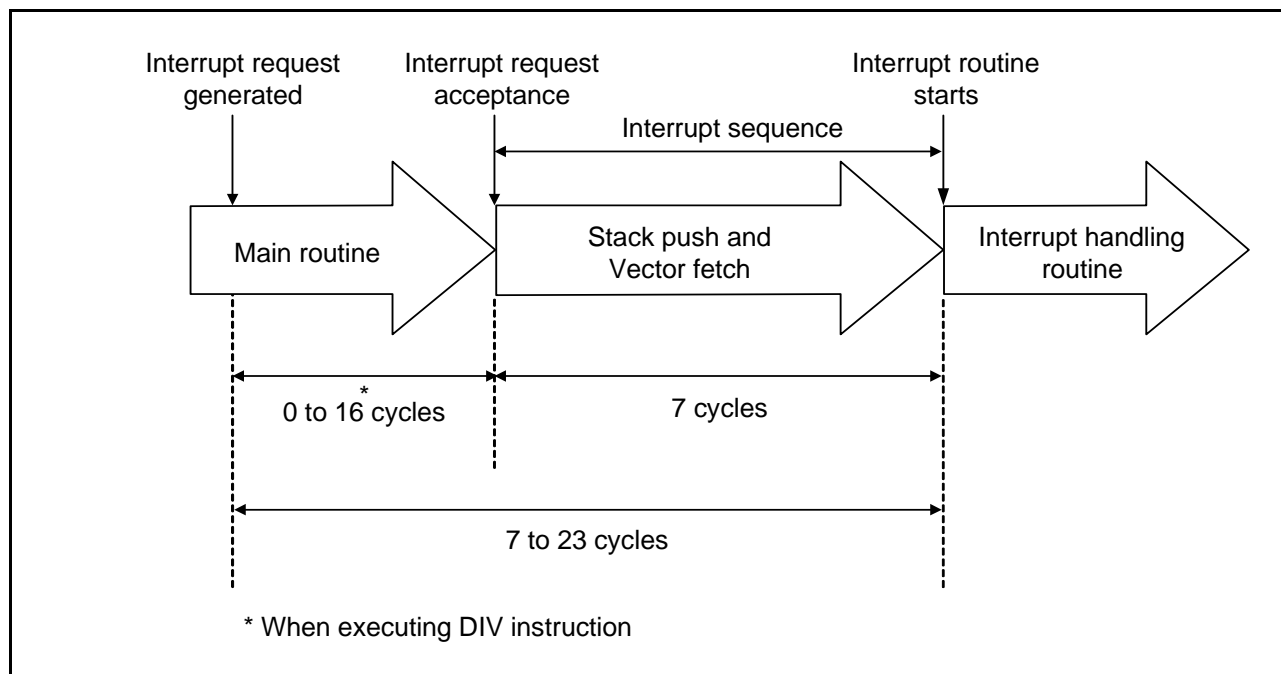 Interrupt request
generated
Interrupt request
acceptance
Interrupt routine
starts
Interrupt sequence
Main routine
Stack push and
Vector fetch
Interrupt handling
routine
*
0 to 16 cycles
7 cycles
7 to 23 cycles
* When executing DIV instruction